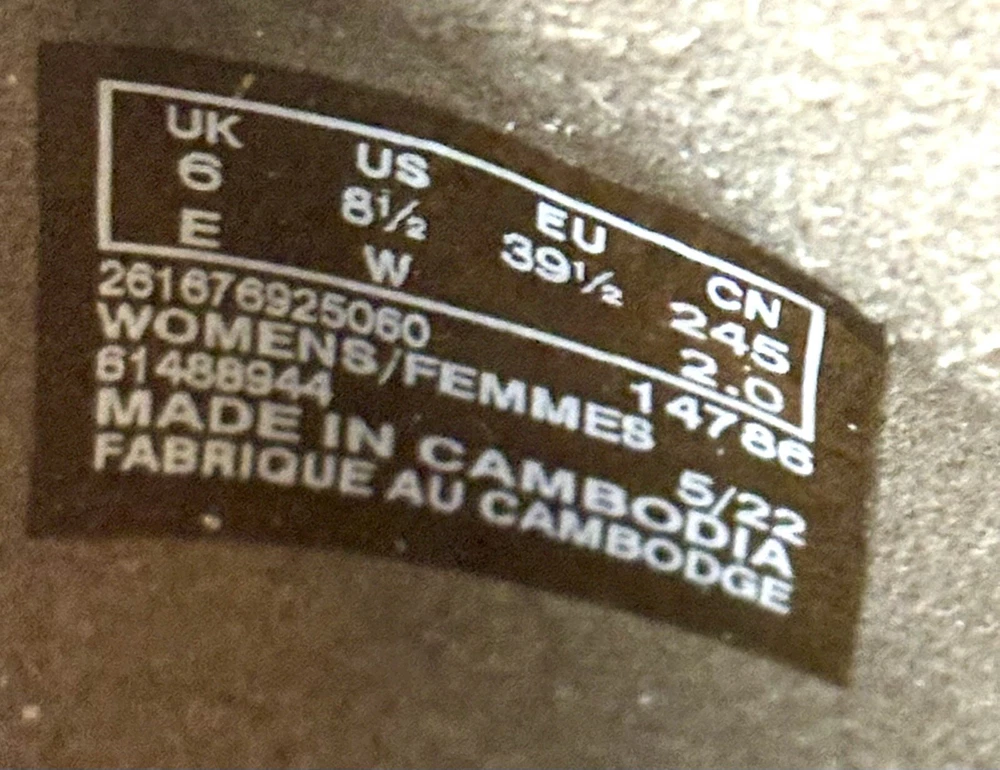 UK US EU CN
6 8½ 39½ 245
E W 2.0
261676925060 14786
WOMENS/FEMMES
61488944 5/22
MADE IN CAMBODIA
FABRIQUE AU CAMBODGE